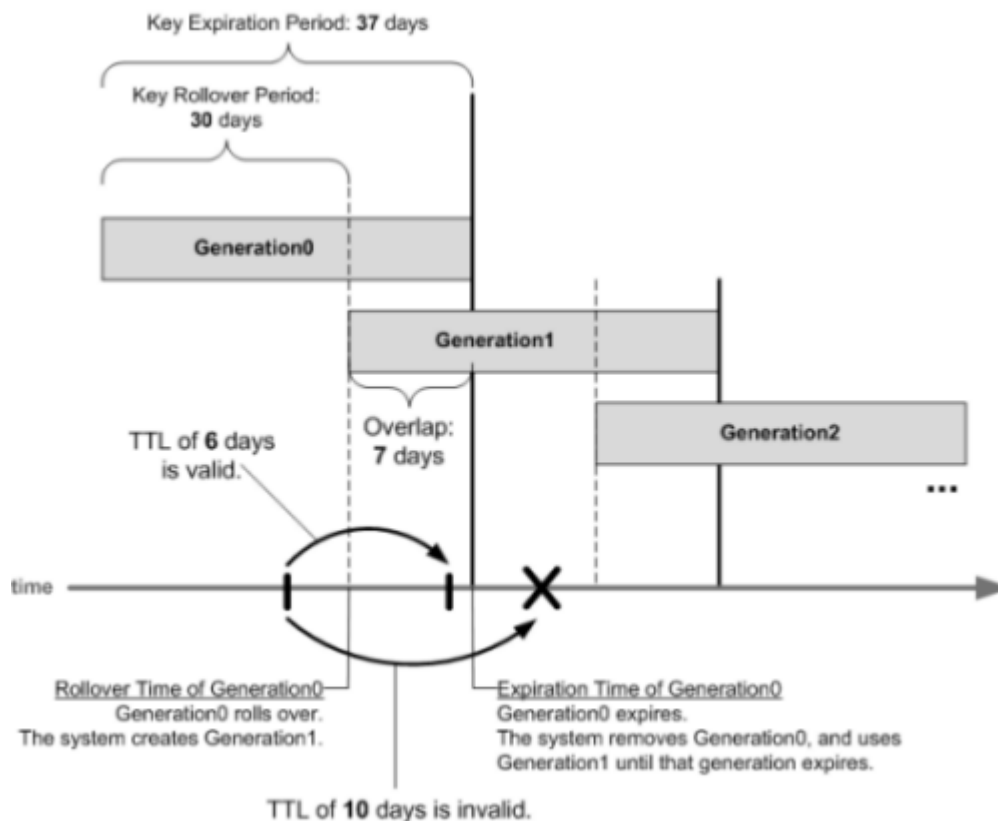 Key Expiration Period: 37 days
Key Rollover Period:
30 days
Generation0
Generation1
Overlap:
7 days
Generation2
...
TTL of 6 days
is valid.
time
Rollover Time of Generation0
Generation0 rolls over.
The system creates Generation1.
Expiration Time of Generation0
Generation0 expires.
The system removes Generation0, and uses
Generation1 until that generation expires.
TTL of 10 days is invalid.